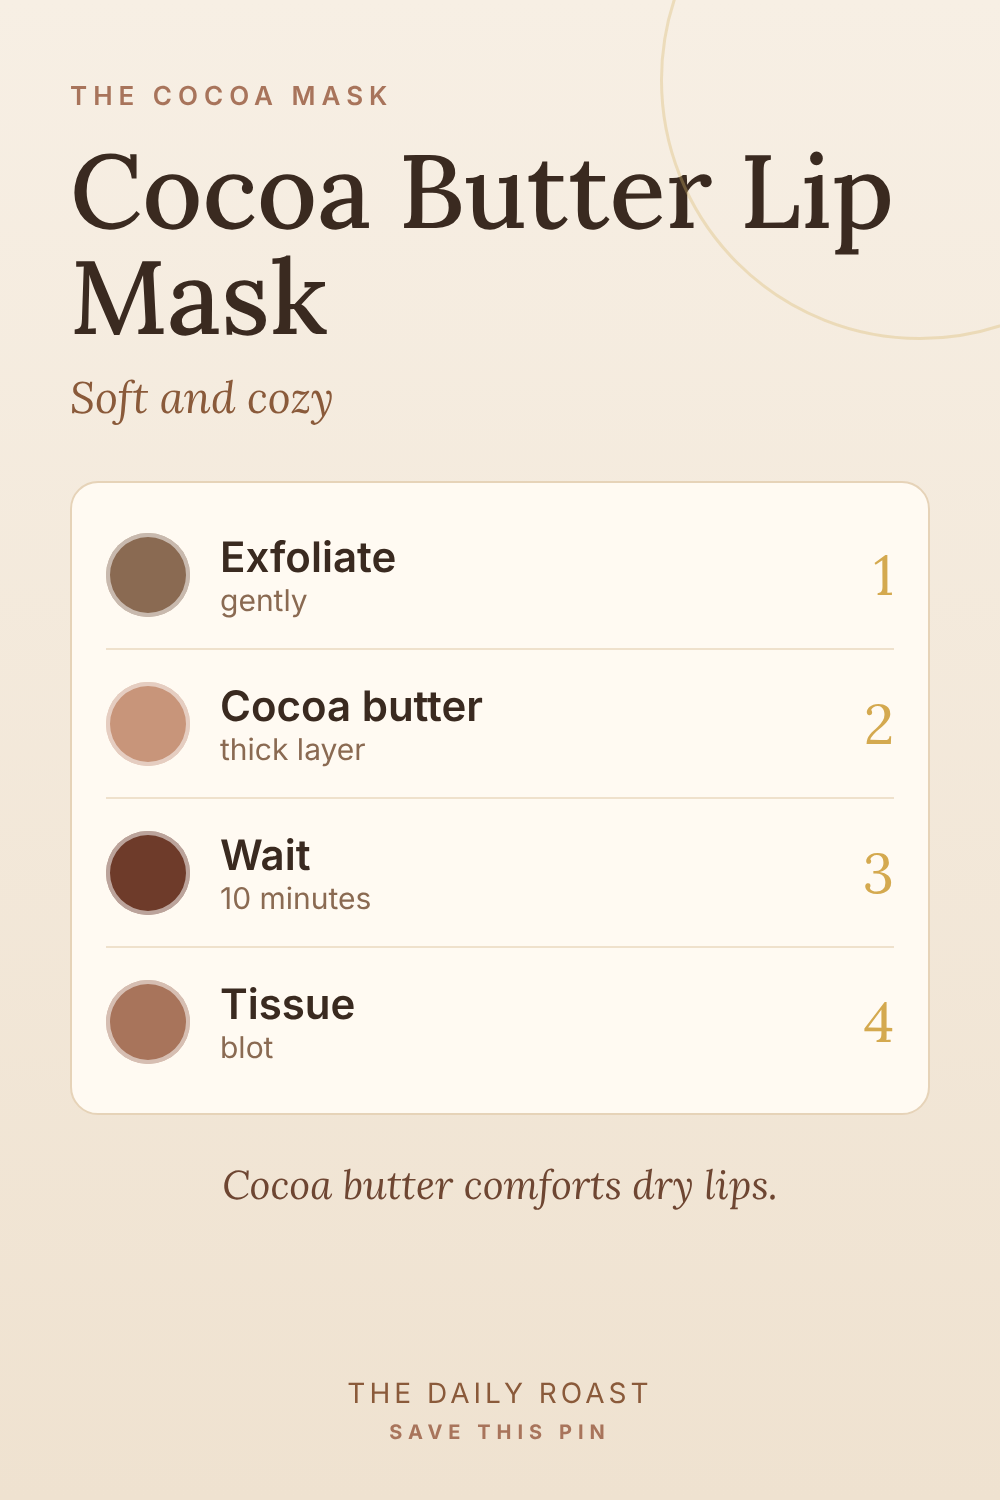 THE COCOA MASK
Cocoa Butter Lip
Mask
Soft and cozy
Exfoliate
gently
1
Cocoa butter
thick layer
2
Wait
10 minutes
3
Tissue
blot
4
Cocoa butter comforts dry lips.
THE DAILY ROAST
SAVE THIS PIN